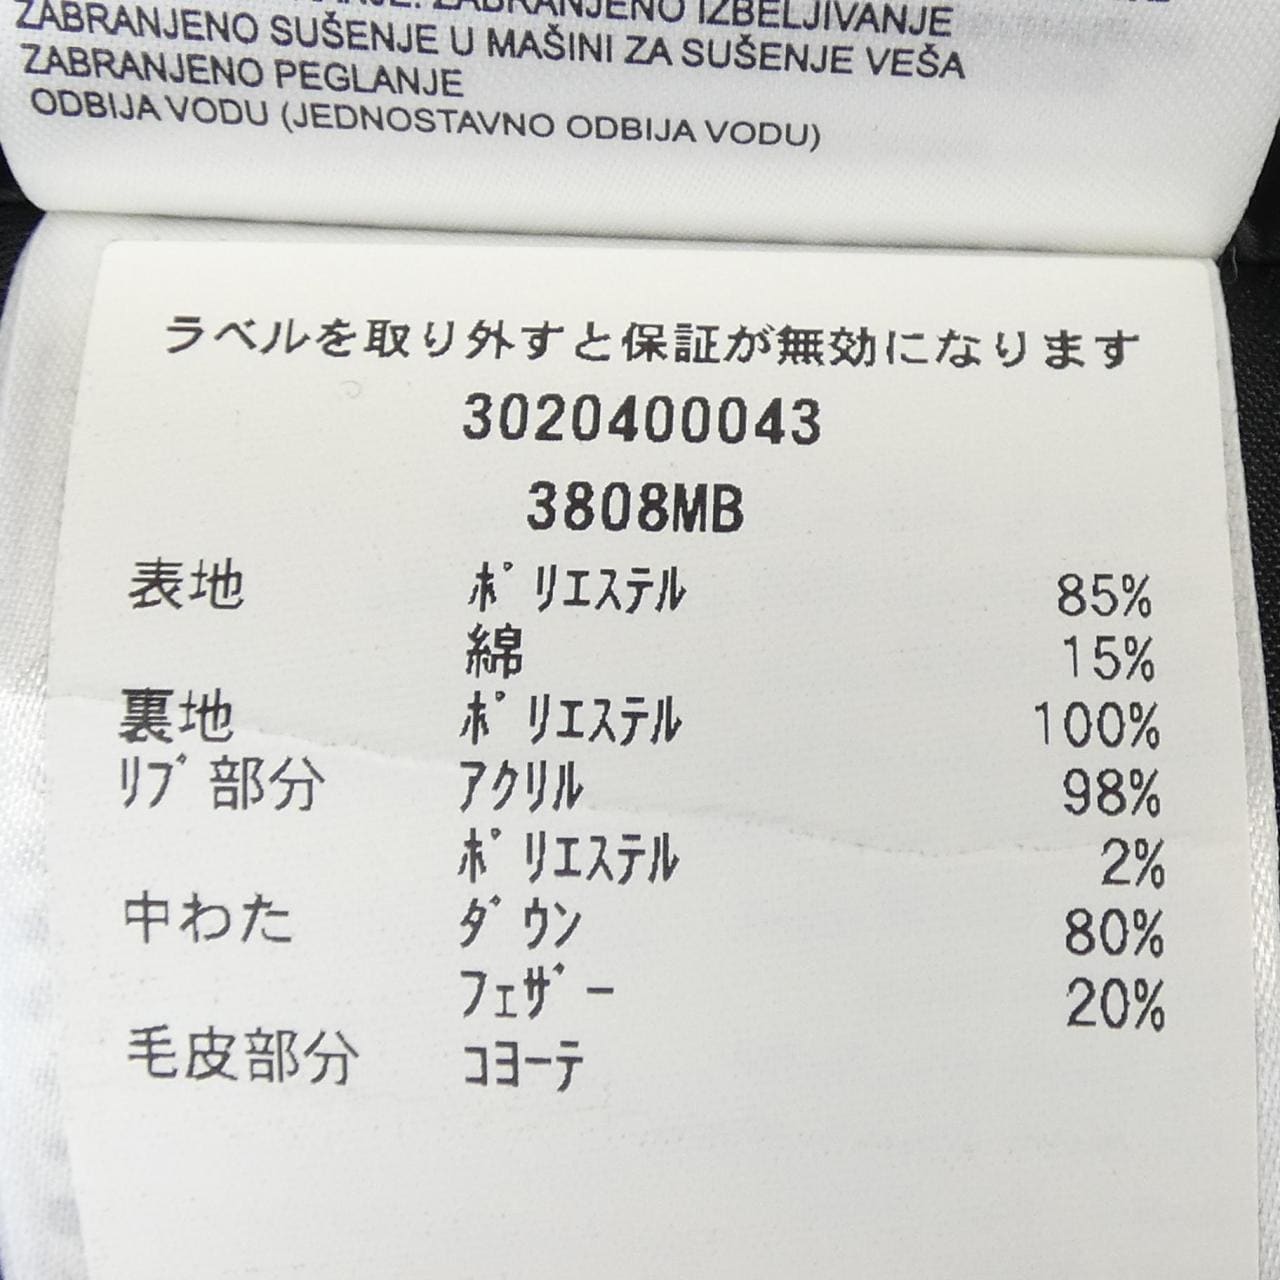 ZABRANJENO IZBELJIVANJE
ZABRANJENO SUŠENJE U MAŠINI ZA SUŠENJE VEŠA
ZABRANJENO PEGLANJE
ODBIJA VODU (JEDNOSTAVNO ODBIJA VODU)
ラベルを取り外すと保証が無効になります
3020400043
3808MB
表地 ﾎﾟﾘｴｽﾃﾙ 85%
綿 15%
裏地 ﾎﾟﾘｴｽﾃﾙ 100%
ﾘﾌﾞ部分 ｱｸﾘﾙ 98%
ﾎﾟﾘｴｽﾃﾙ 2%
中わた ﾀﾞｳﾝ 80%
ﾌｪｻﾞｰ 20%
毛皮部分 ｺﾖｰﾃ